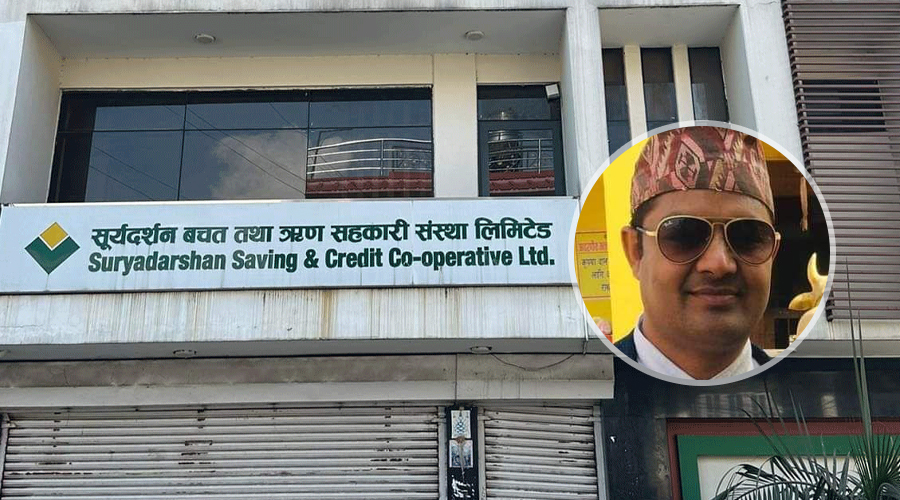 सूर्यदर्शन बचत तथा ऋण सहकारी संस्था लिमिटेड
Suryadarshan Saving & Credit Co-operative Ltd.